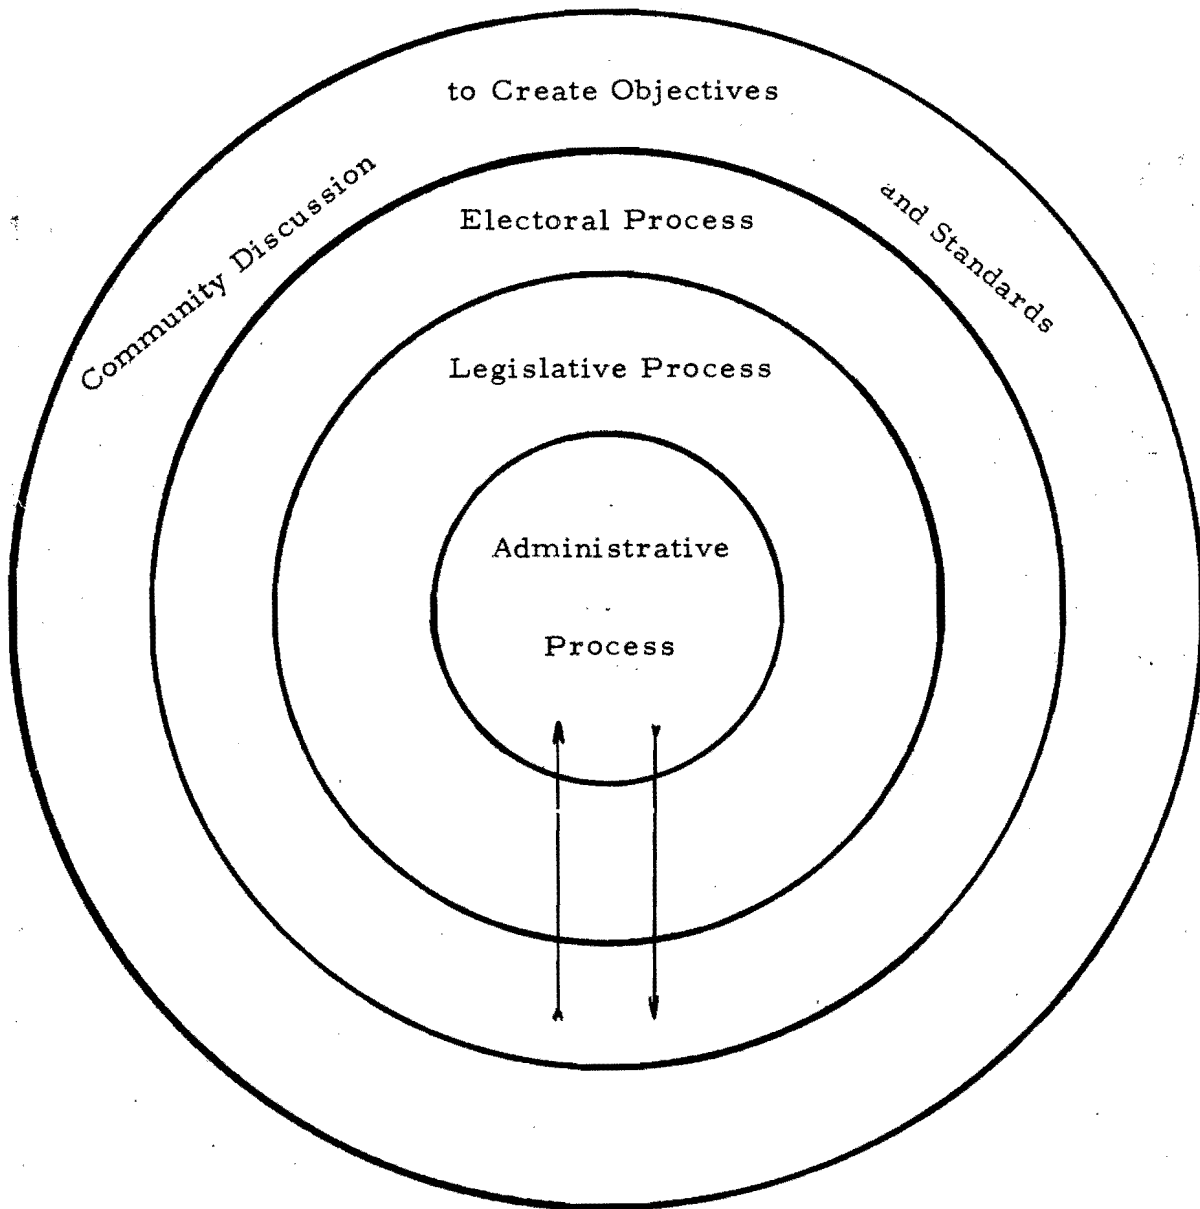 Community Discussion
to Create Objectives
and Standards
Electoral Process
Legislative Process
Administrative
Process